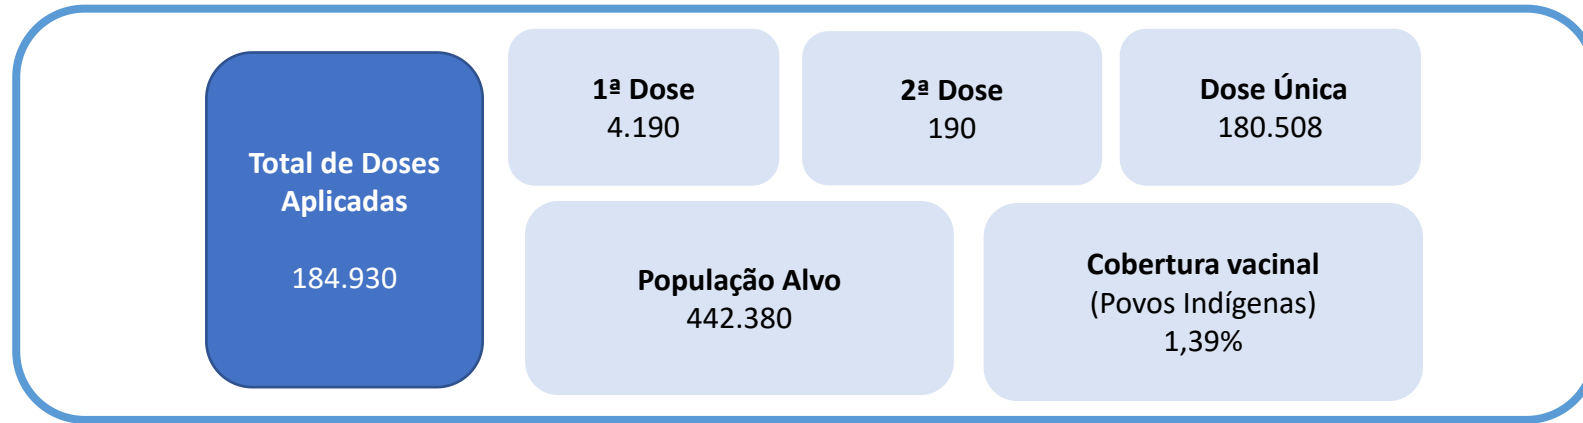 Total de Doses
Aplicadas
184.930
1ª Dose
4.190
2ª Dose
190
Dose Única
180.508
População Alvo
442.380
Cobertura vacinal
(Povos Indígenas)
1,39%